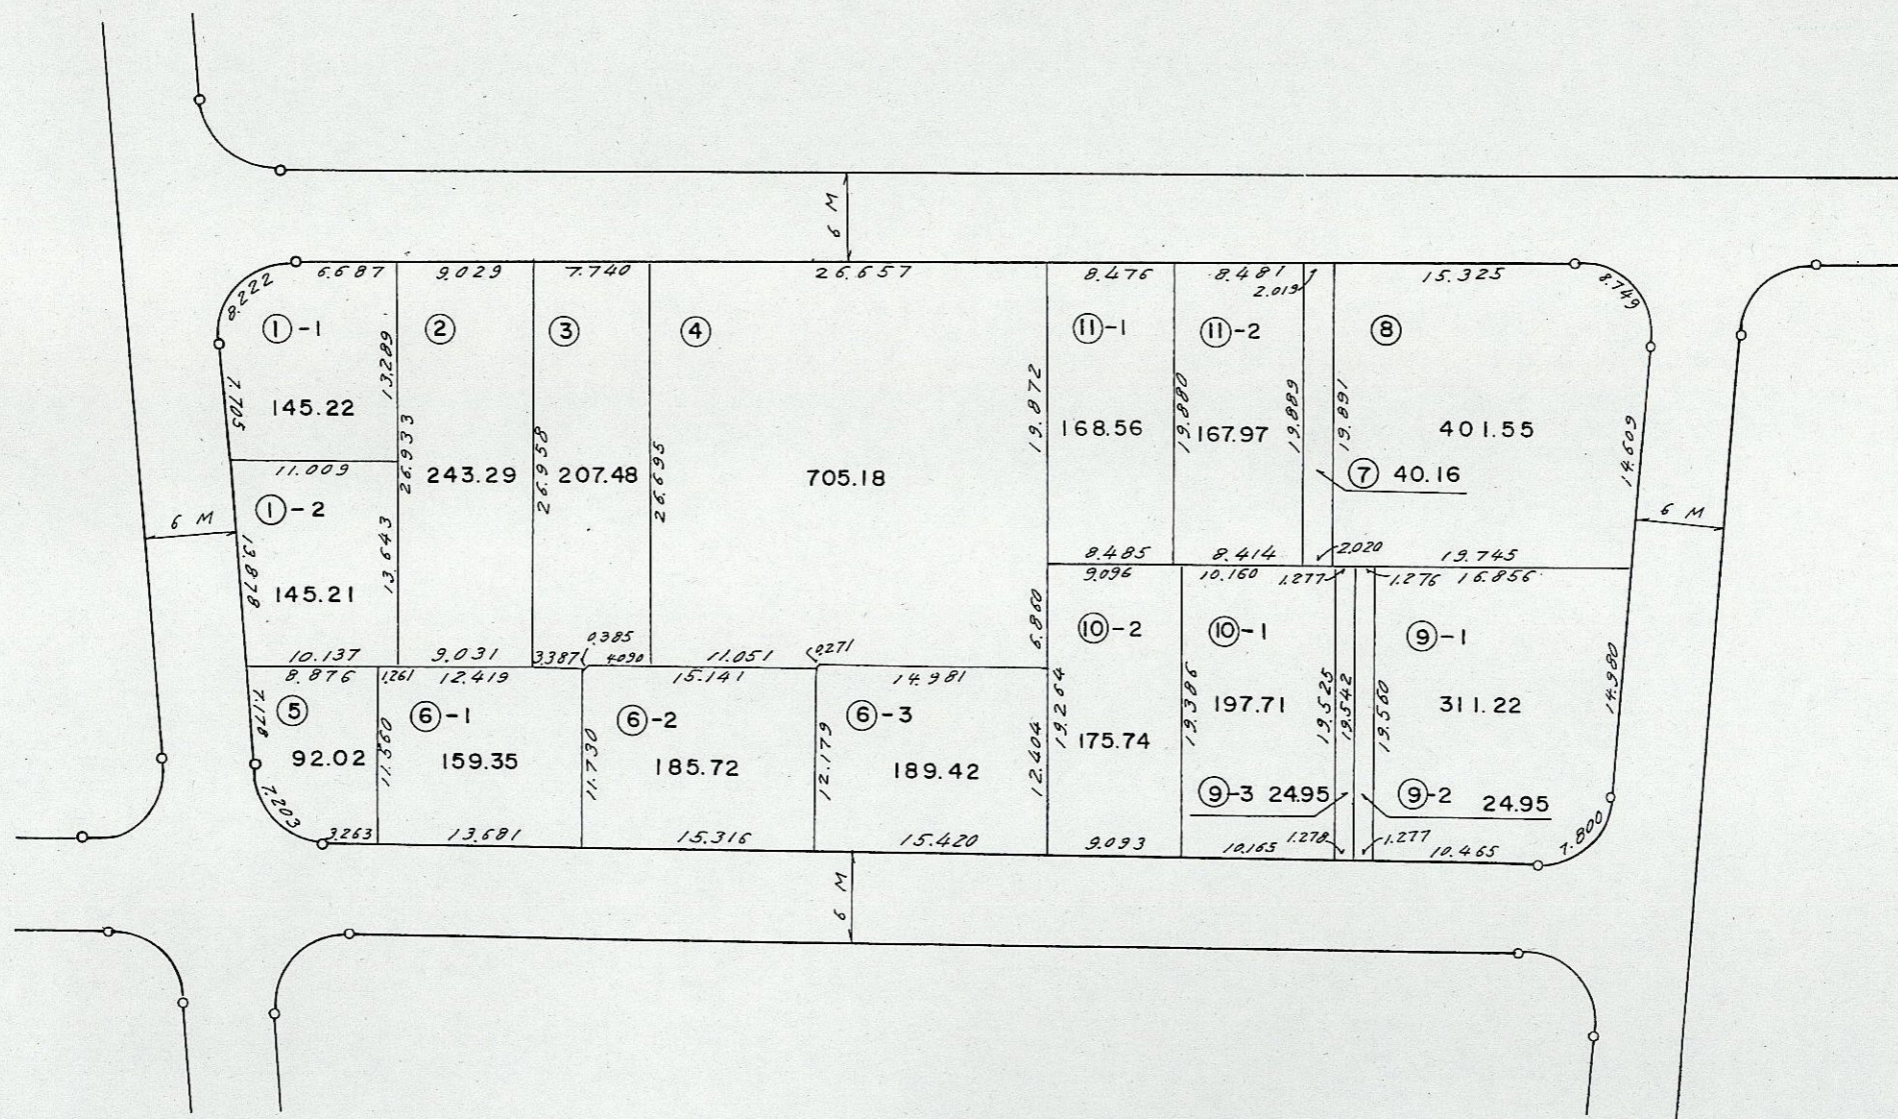 6 M
6.687 9.029 7.740 26.657 8.476 8.481 2.019 15.325
8.222 8.749
①-1 ② ③ ④ ⑪-1 ⑪-2 ⑧
13.289
7.705
145.22
26.933 26.958 26.695 19.872 19.880 19.889 19.891 14.609
168.56 167.97 401.55
11.009
243.29 207.48 705.18
⑦ 40.16
①-2
6 M
6 M
13.878 13.643
8.485 8.414 2.020 19.745
9.096 10.160 1.277 1.276 16.856
145.21
6.860
⑩-2 ⑩-1 ⑨-1
10.137 9.031 3.387 0.385 4.090 11.051 0.271
8.876 1.261 12.419 15.141 14.981
7.178
⑤ ⑥-1 ⑥-2 ⑥-3
19.264 19.386 19.525 19.542 19.560 14.980
197.71 311.22
11.560 11.730 12.179 12.404
92.02 159.35 185.72 189.42 175.74
⑨-3 24.95 ⑨-2 24.95
7.203 7.800
3.263 13.681 15.316 15.420 9.093 10.165 1.278 1.277 10.465
6 M